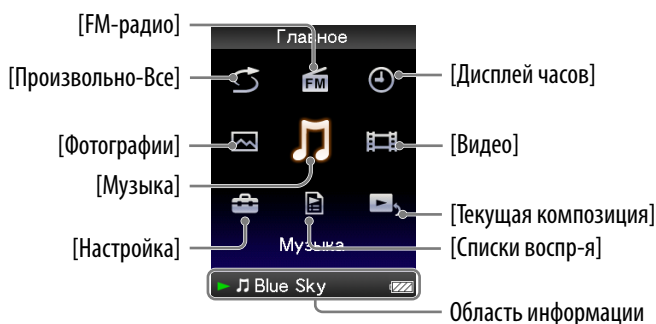 [FM-радио]
Главное
[Произвольно-Все]
FM
[Дисплей часов]
[Фотографии]
[Видео]
[Музыка]
[Текущая композиция]
[Настройка]
Музыка
[Списки воспр-я]
Blue Sky
Область информации